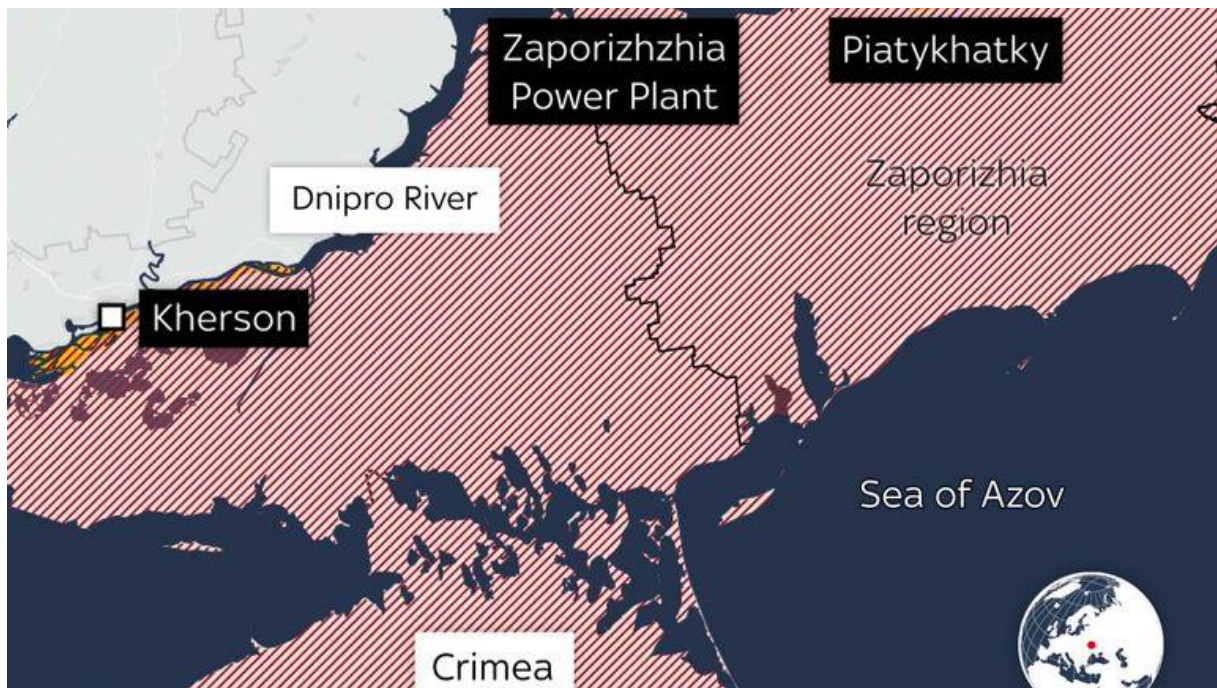 Zaporizhzhia
Power Plant
Piatykhatky
Zaporizhia
region
Dnipro River
Kherson
Sea of Azov
Crimea